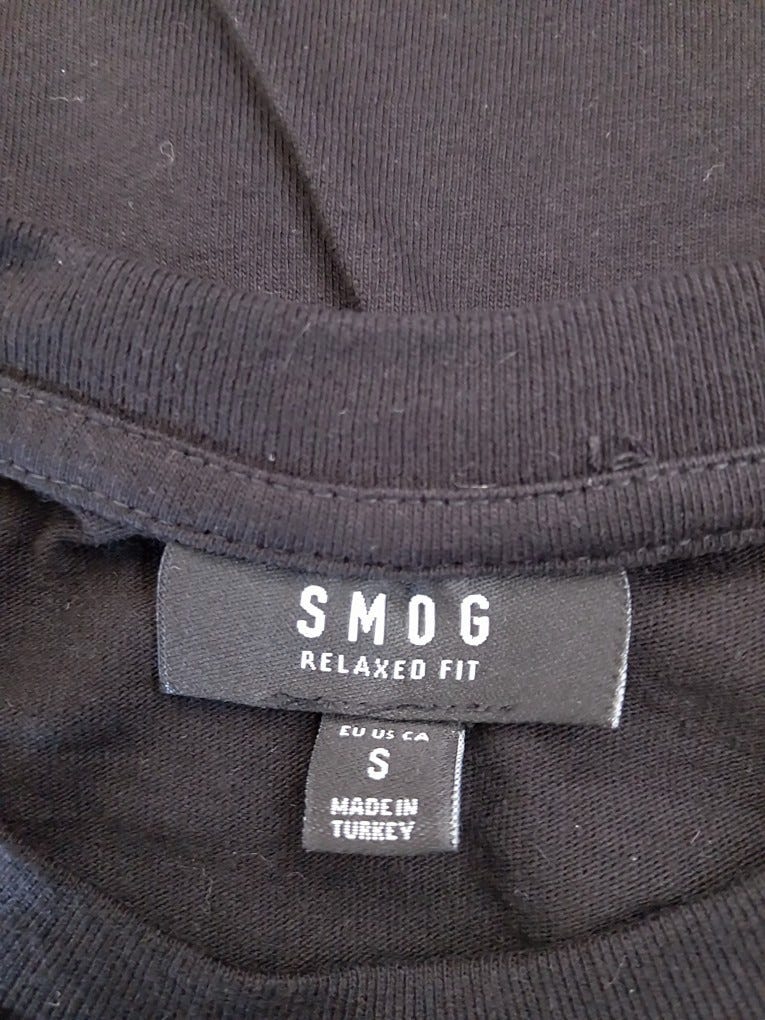 SMOG
RELAXED FIT
EU US CA
S
MADE IN
TURKEY